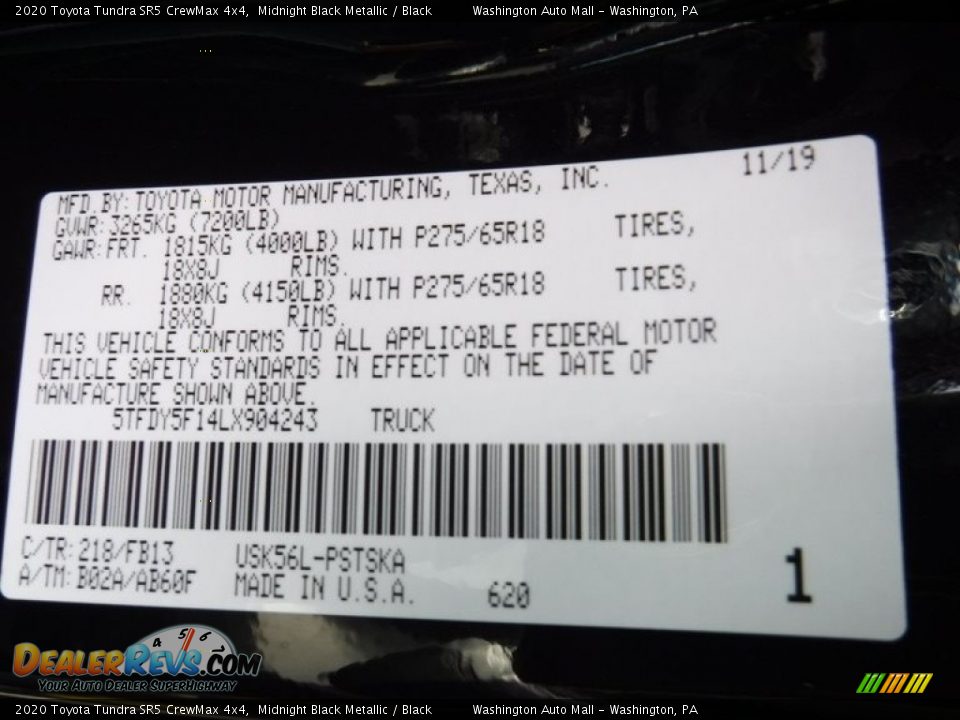 2020 Toyota Tundra SR5 CrewMax 4x4, Midnight Black Metallic / Black Washington Auto Mall - Washington, PA
MFD. BY: TOYOTA MOTOR MANUFACTURING, TEXAS, INC. 11/19
GVWR: 3265KG (7200LB)
GAWR: FRT. 1815KG (4000LB) WITH P275/65R18 TIRES,
18X8J RIMS.
RR. 1880KG (4150LB) WITH P275/65R18 TIRES,
18X8J RIMS.
THIS VEHICLE CONFORMS TO ALL APPLICABLE FEDERAL MOTOR
VEHICLE SAFETY STANDARDS IN EFFECT ON THE DATE OF
MANUFACTURE SHOWN ABOVE.
5TFDY5F14LX904243 TRUCK
C/TR: 218/FB13 USK56L-PSTSKA
A/TM: B02A/AB60F MADE IN U.S.A. 620 1
4 5 6
DEALERREVS.COM
YOUR AUTO DEALER SUPERHIGHWAY
2020 Toyota Tundra SR5 CrewMax 4x4, Midnight Black Metallic / Black Washington Auto Mall - Washington, PA